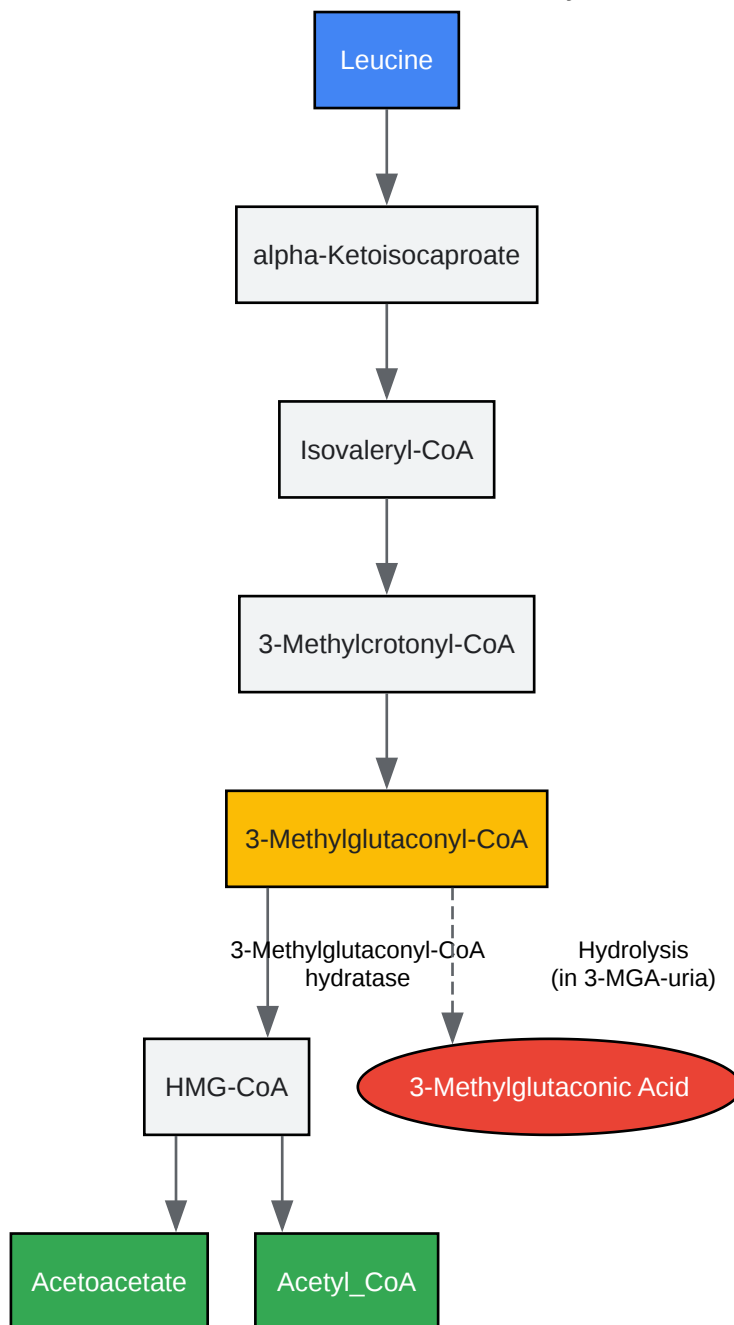 Leucine
alpha-Ketoisocaproate
Isovaleryl-CoA
3-Methylcrotonyl-CoA
3-Methylglutaconyl-CoA
3-Methylglutaconyl-CoA
hydratase
Hydrolysis
(in 3-MGA-uria)
HMG-CoA
3-Methylglutaconic Acid
Acetoacetate
Acetyl_CoA